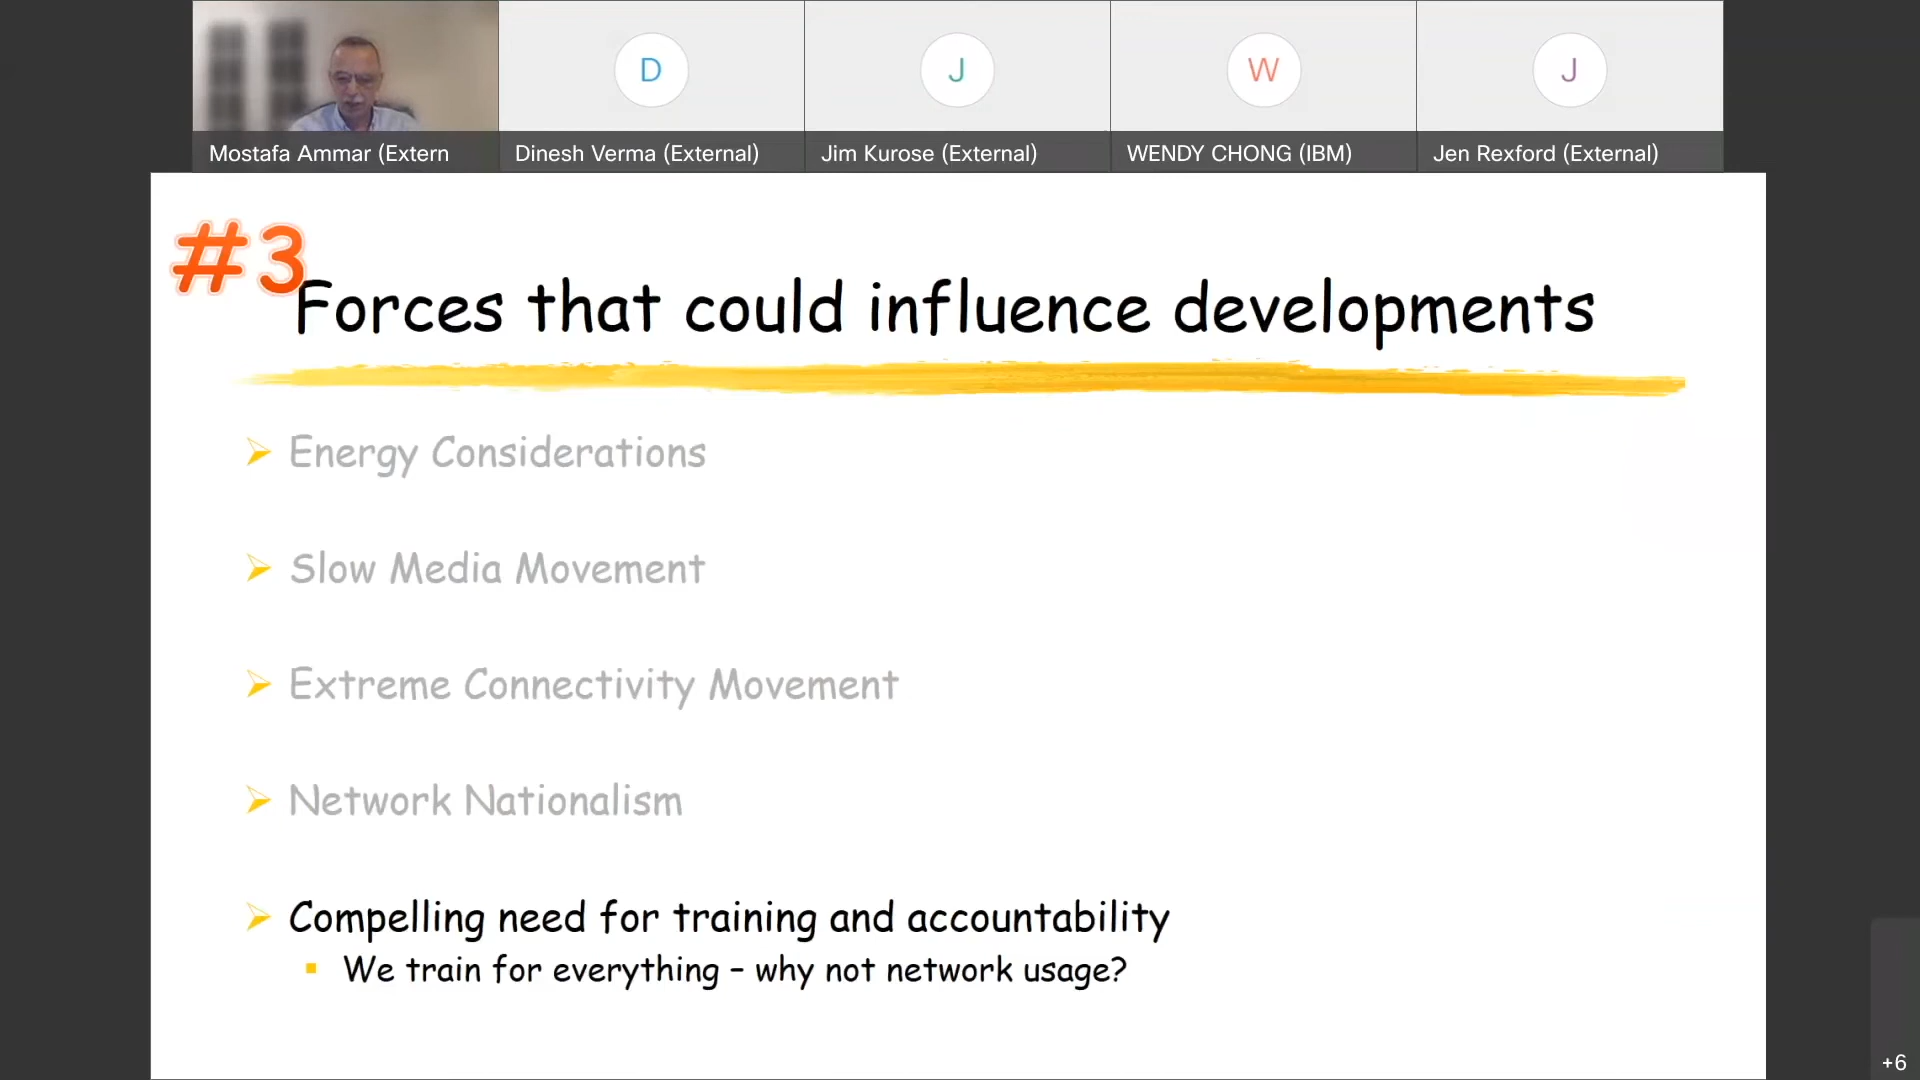 D
J
W
J
Mostafa Ammar (Extern
Dinesh Verma (External)
Jim Kurose (External)
WENDY CHONG (IBM)
Jen Rexford (External)
#3
Forces that could influence developments
Energy Considerations
Slow Media Movement
Extreme Connectivity Movement
Network Nationalism
Compelling need for training and accountability
We train for everything – why not network usage?
+6